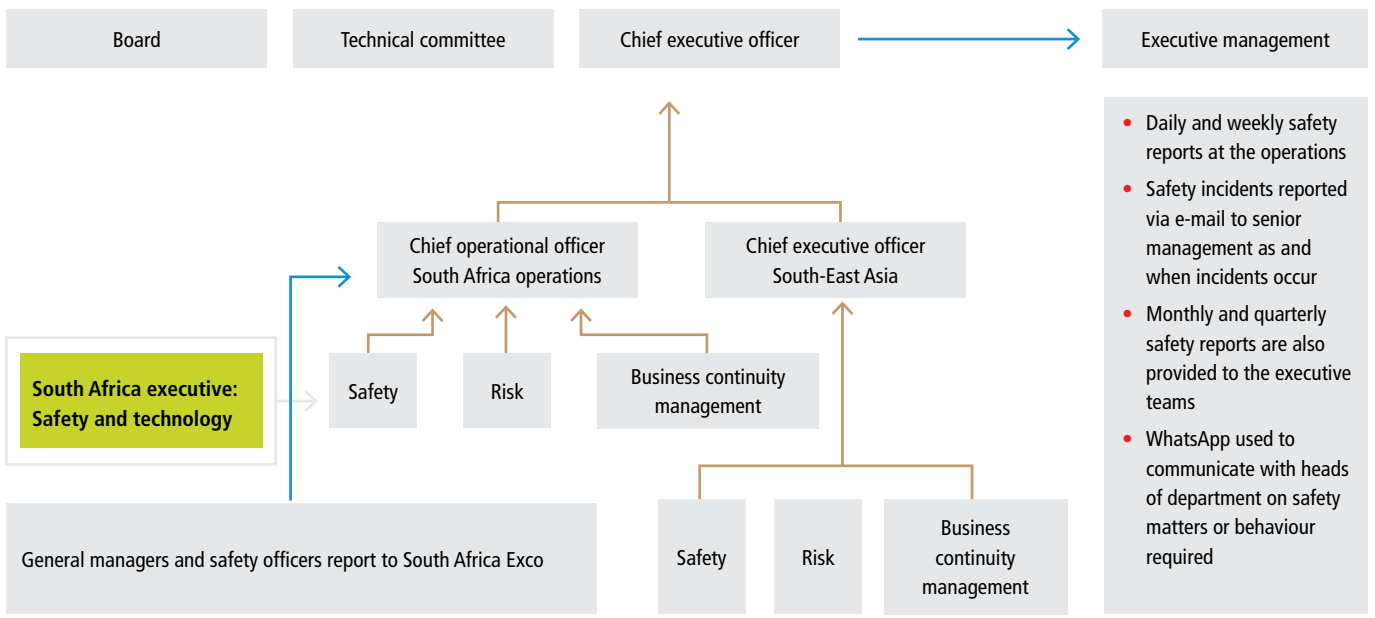 Board
Technical committee
Chief executive officer
Executive management
• Daily and weekly safety
reports at the operations
• Safety incidents reported
via e-mail to senior
management as and
when incidents occur
• Monthly and quarterly
safety reports are also
provided to the executive
teams
• WhatsApp used to
communicate with heads
of department on safety
matters or behaviour
required
Chief operational officer
South Africa operations
Chief executive officer
South-East Asia
South Africa executive:
Safety and technology
Safety
Risk
Business continuity
management
General managers and safety officers report to South Africa Exco
Safety
Risk
Business
continuity
management